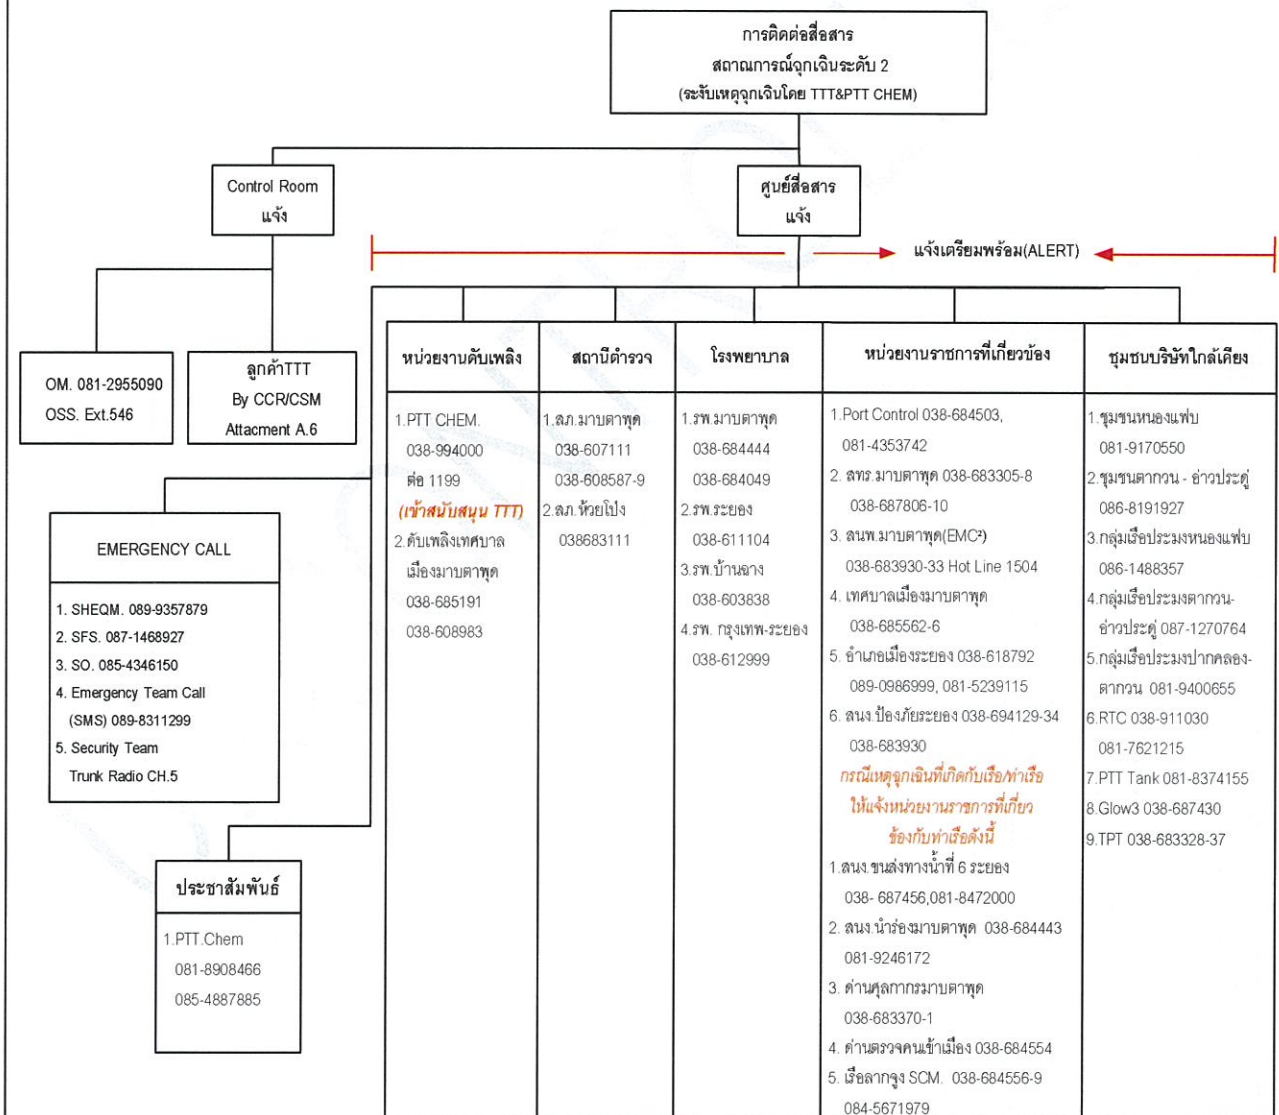 การติดต่อสื่อสาร
สถาณการณ์ฉุกเฉินระดับ 2
(ระงับเหตุฉุกเฉินโดย TTT&PTT CHEM)
Control Room
แจ้ง
ศูนย์สื่อสาร
แจ้ง
แจ้งเตรียมพร้อม(ALERT)
OM. 081-2955090
OSS. Ext.546
ลูกค้าTTT
By CCR/CSM
Attacment A.6
EMERGENCY CALL
1. SHEQM. 089-9357879
2. SFS. 087-1468927
3. SO. 085-4346150
4. Emergency Team Call
(SMS) 089-8311299
5. Security Team
Trunk Radio CH.5
ประชาสัมพันธ์
1.PTT.Chem
081-8908466
085-4887885
หน่วยงานดับเพลิง
1.PTT CHEM.
038-994000
ต่อ 1199
(เข้าสนับสนุน TTT)
2.ดับเพลิงเทศบาล
เมืองมาบตาพุด
038-685191
038-608983
สถานีตำรวจ
1.สภ.มาบตาพุด
038-607111
038-608587-9
2.สภ.ห้วยโป่ง
038683111
โรงพยาบาล
1.รพ.มาบตาพุด
038-684444
038-684049
2.รพ.ระยอง
038-611104
3.รพ.บ้านฉาง
038-603838
4.รพ. กรุงเทพ-ระยอง
038-612999
หน่วยงานราชการที่เกี่ยวข้อง
1.Port Control 038-684503,
081-4353742
2. สทร.มาบตาพุด 038-683305-8
038-687806-10
3. สนพ.มาบตาพุด(EMC²)
038-683930-33 Hot Line 1504
4. เทศบาลเมืองมาบตาพุด
038-685562-6
5. อำเภอเมืองระยอง 038-618792
089-0986999, 081-5239115
6. สนง.ป้องภัยระยอง 038-694129-34
038-683930
กรณีเหตุฉุกเฉินที่เกิดกับเรือ/ท่าเรือ
ให้แจ้งหน่วยงานราชการที่เกี่ยว
ข้องกับท่าเรือดังนี้
1.สนง.ขนส่งทางน้ำที่ 6 ระยอง
038- 687456,081-8472000
2. สนง.นำร่องมาบตาพุด 038-684443
081-9246172
3. ด่านศุลกากรมาบตาพุด
038-683370-1
4. ด่านตรวจคนเข้าเมือง 038-684554
5. เรือลากจูง SCM. 038-684556-9
084-5671979
ชุมชนบริษัทใกล้เคียง
1.ชุมชนหนองแฟบ
081-9170550
2.ชุมชนตากวน - อ่าวประดู่
086-8191927
3.กลุ่มเรือประมงหนองแฟบ
086-1488357
4.กลุ่มเรือประมงตากวน-
อ่าวประดู่ 087-1270764
5.กลุ่มเรือประมงปากคลอง-
ตากวน 081-9400655
6.RTC 038-911030
081-7621215
7.PTT Tank 081-8374155
8.Glow3 038-687430
9.TPT 038-683328-37